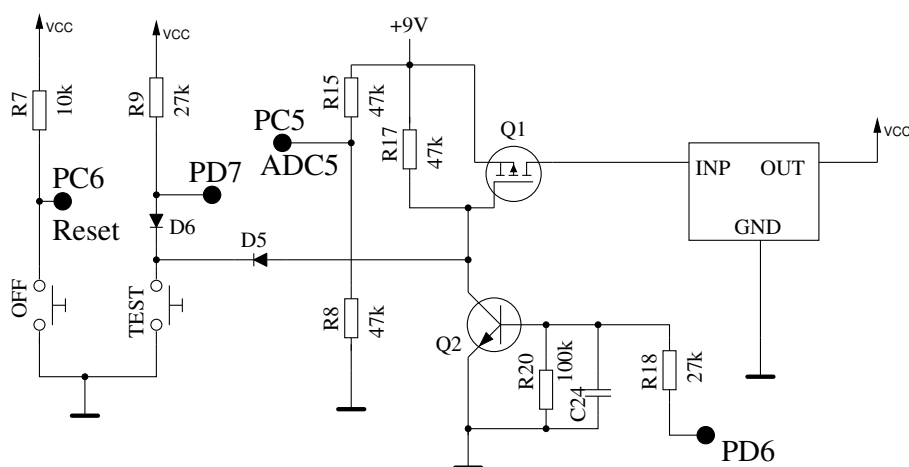 VCC
R7
10k
PC6
Reset
OFF
VCC
R9
27k
PD7
D6
TEST
D5
+9V
R15
47k
PC5
ADC5
R17
47k
R8
47k
Q1
Q2
R20
100k
C24
R18
27k
PD6
INP
OUT
GND
VCC